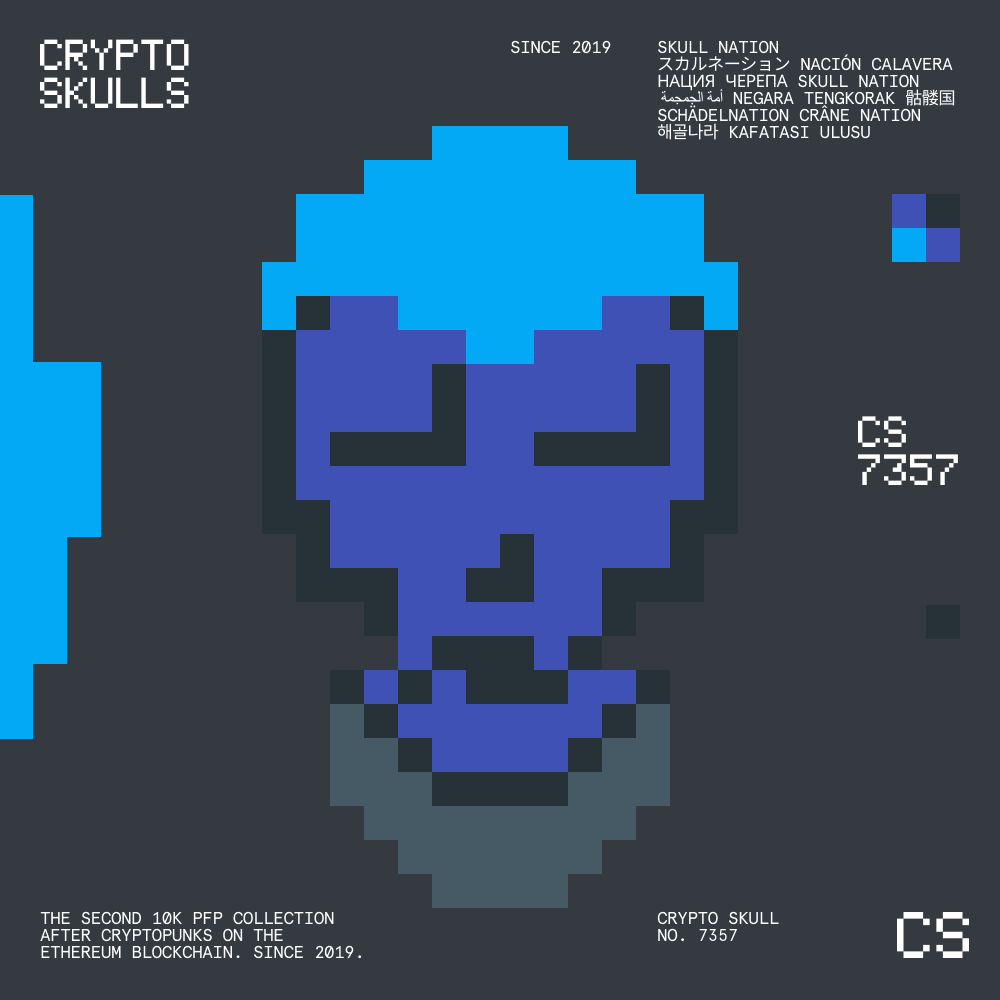 CRYPTO
SKULLS
SINCE 2019
SKULL NATION
スカルネーション NACIÓN CALAVERA
НАЦИЯ ЧЕРЕПА SKULL NATION
أمة الجمجمة NEGARA TENGKORAK 骷髅国
SCHÄDELNATION CRÂNE NATION
해골나라 KAFATASI ULUSU
CS
7357
THE SECOND 10K PFP COLLECTION
AFTER CRYPTOPUNKS ON THE
ETHEREUM BLOCKCHAIN. SINCE 2019.
CRYPTO SKULL
NO. 7357
CS